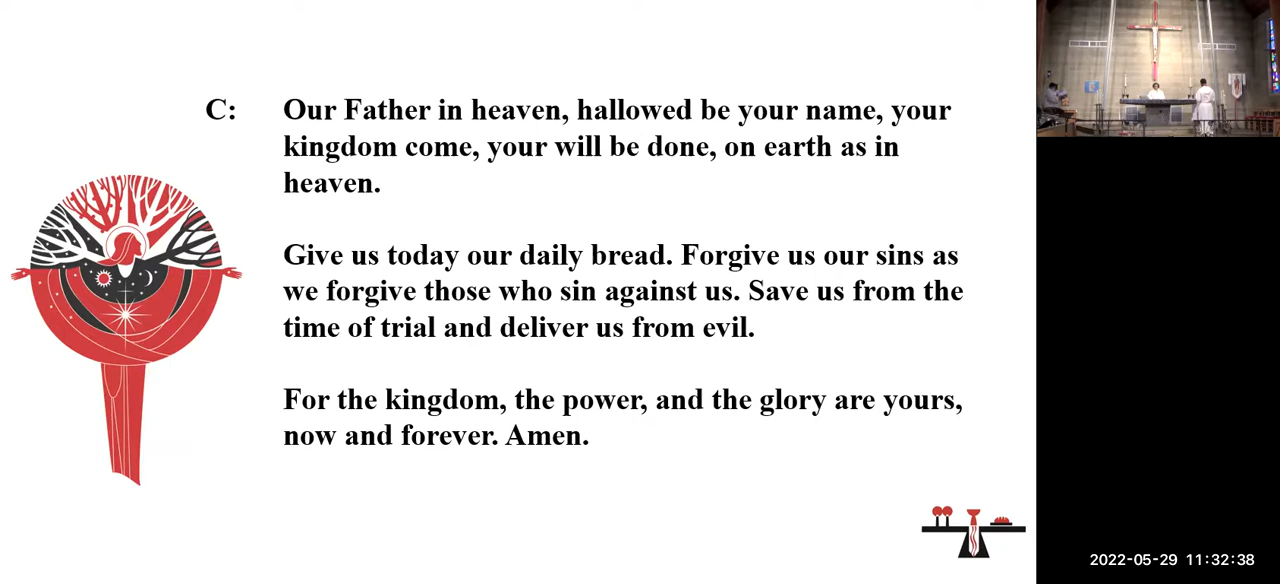 C: Our Father in heaven, hallowed be your name, your
kingdom come, your will be done, on earth as in
heaven.
Give us today our daily bread. Forgive us our sins as
we forgive those who sin against us. Save us from the
time of trial and deliver us from evil.
For the kingdom, the power, and the glory are yours,
now and forever. Amen.
2022-05-29 11:32:38